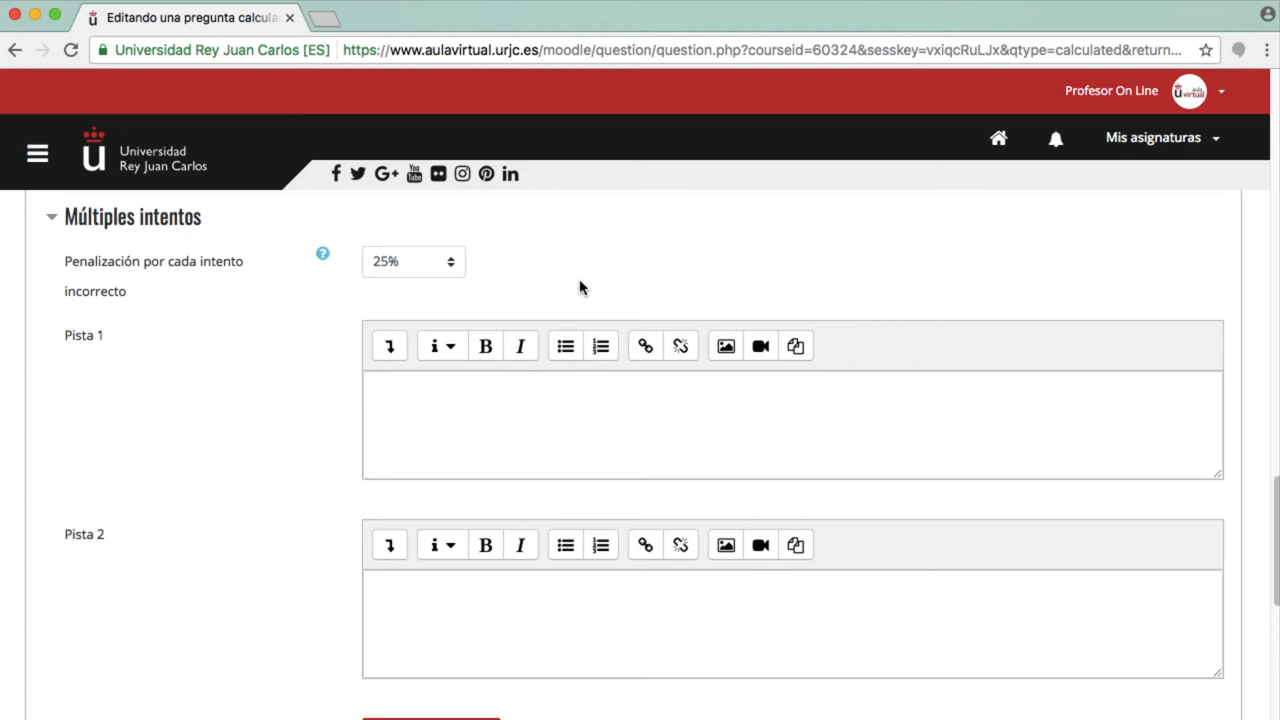 Editando una pregunta calcula
Universidad Rey Juan Carlos [ES]
https://www.aulavirtual.urjc.es/moodle/question/question.php?courseid=60324&sesskey=vxiqcRuLJx&qtype=calculated&return...
Profesor On Line
Universidad
Rey Juan Carlos
Mis asignaturas
Múltiples intentos
Penalización por cada intento
incorrecto
25%
Pista 1
B I
Pista 2
B I